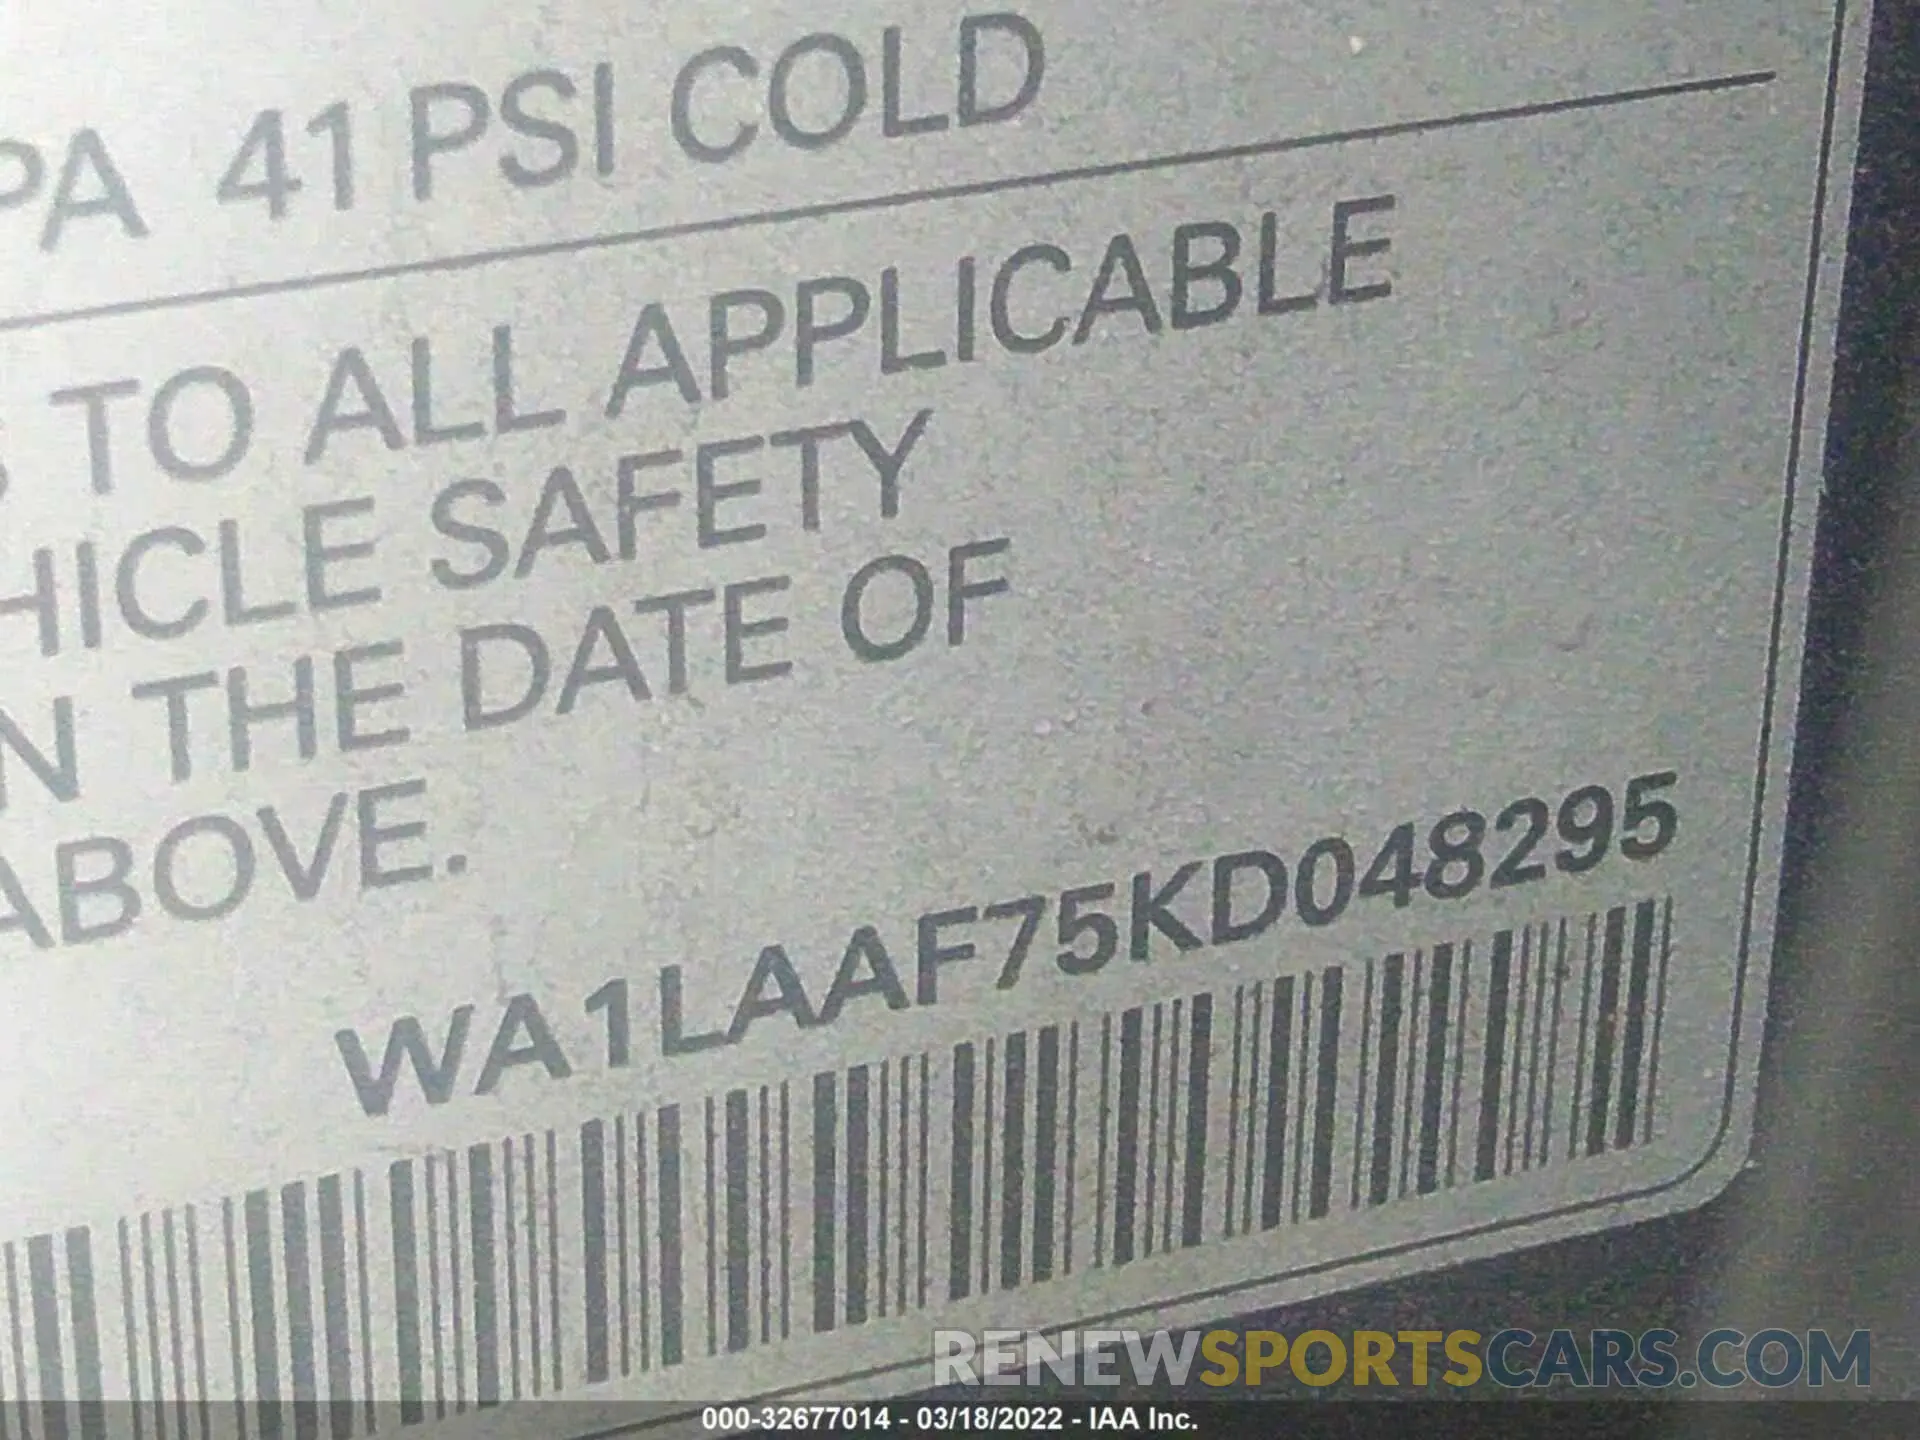 PA 41 PSI COLD
TO ALL APPLICABLE
HICLE SAFETY
N THE DATE OF
ABOVE.
WA1LAAF75KD048295
RENEWSPORTSCARS.COM
000-32677014 - 03/18/2022 - IAA Inc.